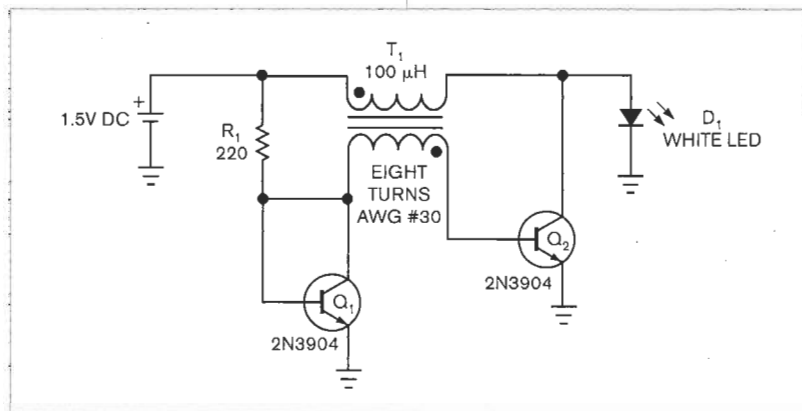 T1
100 μH
+
1.5V DC
R1
220
D1
WHITE LED
EIGHT
TURNS
AWG #30
Q2
2N3904
Q1
2N3904